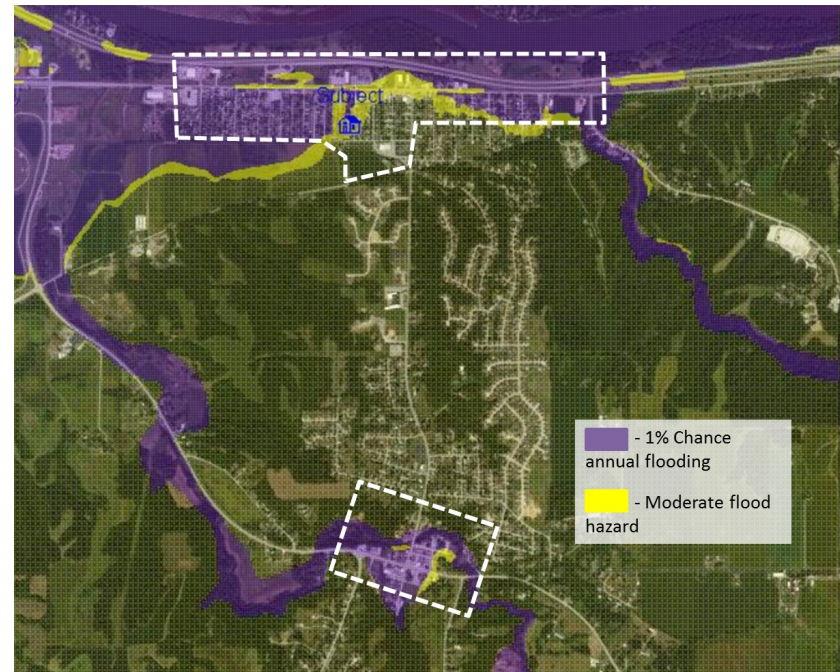 Subject
- 1% Chance
annual flooding
- Moderate flood
hazard